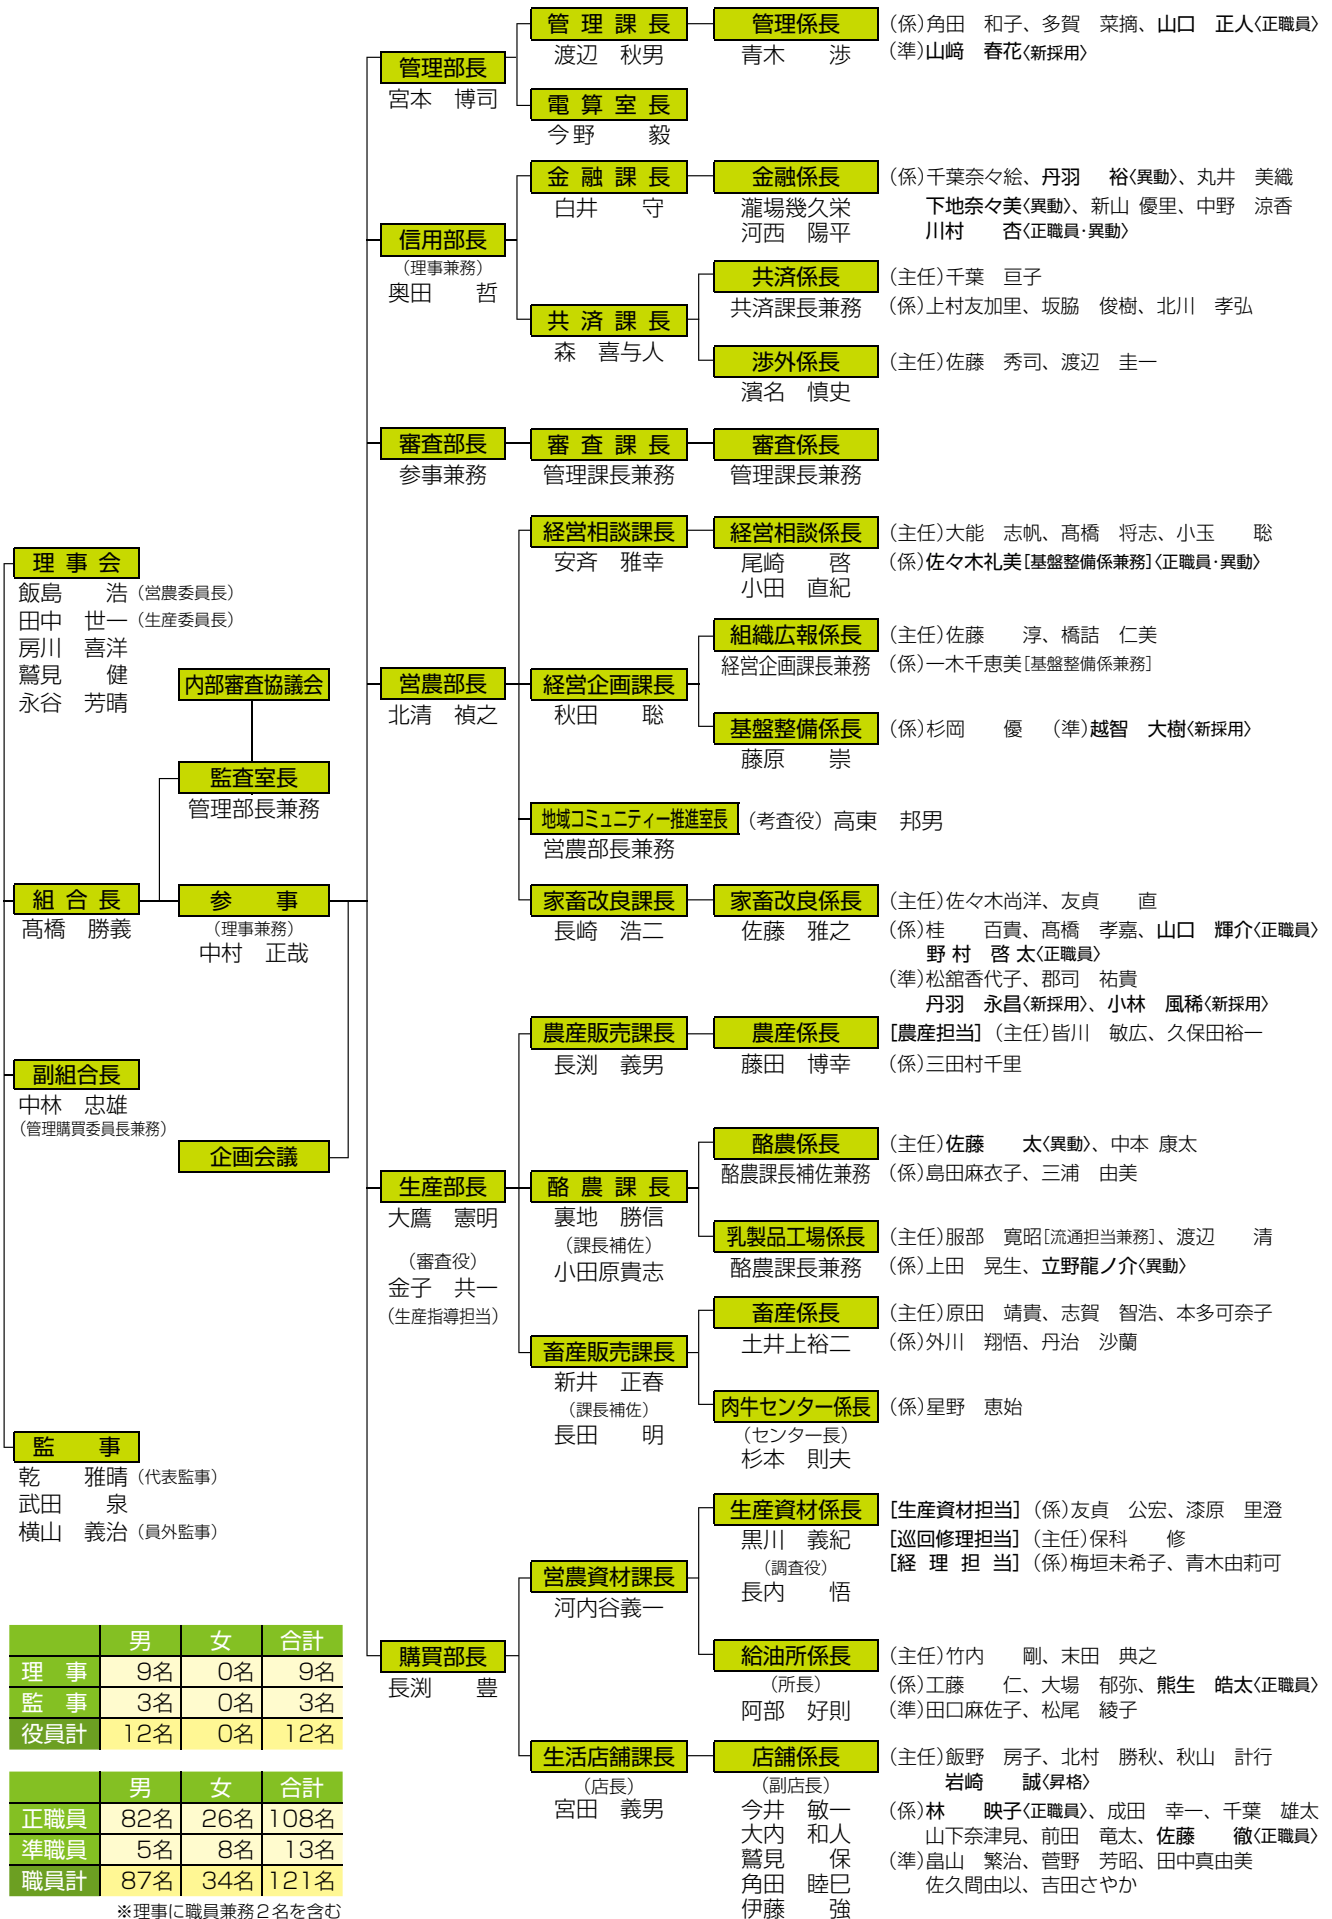 理事会
飯島　　浩（営農委員長）
田中　世一（生産委員長）
房川　喜洋
鷲見　　健
永谷　芳晴
内部審査協議会
監査室長
管理部長兼務
組合長
髙橋　勝義
参　事
（理事兼務）
中村　正哉
副組合長
中林　忠雄
（管理購買委員長兼務）
企画会議
監　事
乾　　雅晴（代表監事）
武田　　泉
横山　義治（員外監事）
管理部長
宮本　博司
管理課長
渡辺　秋男
管理係長
青木　　渉
（係）角田　和子、多賀　菜摘、山口　正人〈正職員〉
（準）山﨑　春花〈新採用〉
電算室長
今野　　毅
信用部長
（理事兼務）
奥田　　哲
金融課長
白井　　守
金融係長
瀧場幾久栄
河西　陽平
（係）千葉奈々絵、丹羽　裕〈異動〉、丸井　美織
下地奈々美〈異動〉、新山 優里、中野　涼香
川村　　杏〈正職員・異動〉
共済課長
森　喜与人
共済係長
共済課長兼務
（主任）千葉　亘子
（係）上村友加里、坂脇　俊樹、北川　孝弘
渉外係長
濱名　慎史
（主任）佐藤　秀司、渡辺　圭一
審査部長
参事兼務
審査課長
管理課長兼務
審査係長
管理課長兼務
営農部長
北清　禎之
経営相談課長
安斉　雅幸
経営相談係長
尾崎　　啓
小田　直紀
（主任）大能　志帆、髙橋　将志、小玉　　聡
（係）佐々木礼美[基盤整備係兼務]〈正職員・異動〉
経営企画課長
秋田　　聡
組織広報係長
経営企画課長兼務
（主任）佐藤　　淳、橋詰　仁美
（係）一木千恵美[基盤整備係兼務]
基盤整備係長
藤原　　崇
（係）杉岡　　優　（準）越智　大樹〈新採用〉
地域コミュニティー推進室長
営農部長兼務
（考査役）高東　邦男
家畜改良課長
長崎　浩二
家畜改良係長
佐藤　雅之
（主任）佐々木尚洋、友貞　　直
（係）桂　　百貴、髙橋　孝嘉、山口　輝介〈正職員〉
野村　啓太〈正職員〉
（準）松舘香代子、郡司　祐貴
丹羽　永昌〈新採用〉、小林　風稀〈新採用〉
生産部長
大鷹　憲明
（審査役）
金子　共一
（生産指導担当）
農産販売課長
長渕　義男
農産係長
藤田　博幸
[農産担当]（主任）皆川　敏広、久保田裕一
（係）三田村千里
酪農課長
裏地　勝信
（課長補佐）
小田原貴志
酪農係長
酪農課長補佐兼務
（主任）佐藤　　太〈異動〉、中本 康太
（係）島田麻衣子、三浦　由美
乳製品工場係長
酪農課長兼務
（主任）服部　寛昭[流通担当兼務]、渡辺　　清
（係）上田　晃生、立野龍ノ介〈異動〉
畜産販売課長
新井　正春
（課長補佐）
長田　　明
畜産係長
土井上裕二
（主任）原田　靖貴、志賀　智浩、本多可奈子
（係）外川　翔悟、丹治　沙蘭
肉牛センター係長
（センター長）
杉本　則夫
（係）星野　恵始
購買部長
長渕　　豊
営農資材課長
河内谷義一
生産資材係長
黒川　義紀
（調査役）
長内　　悟
[生産資材担当]（係）友貞　公宏、漆原　里澄
[巡回修理担当]（主任）保科　　修
[経理担当]（係）梅垣未希子、青木由莉可
給油所係長
（所長）
阿部　好則
（主任）竹内　　剛、末田　典之
（係）工藤　　仁、大場　郁弥、熊生　皓太〈正職員〉
（準）田口麻佐子、松尾　綾子
生活店舗課長
（店長）
宮田　義男
店舗係長
（副店長）
今井　敏一
大内　和人
鷲見　　保
角田　睦巳
伊藤　　強
（主任）飯野　房子、北村　勝秋、秋山　計行
岩崎　　誠〈昇格〉
（係）林　　映子〈正職員〉、成田　幸一、千葉　雄太
山下奈津見、前田　竜太、佐藤　　徹〈正職員〉
（準）畠山　繁治、菅野　芳昭、田中真由美
佐久間由以、吉田さやか
男　女　合計
理　事　9名　0名　9名
監　事　3名　0名　3名
役員計　12名　0名　12名
男　女　合計
正職員　82名　26名　108名
準職員　5名　8名　13名
職員計　87名　34名　121名
※理事に職員兼務２名を含む